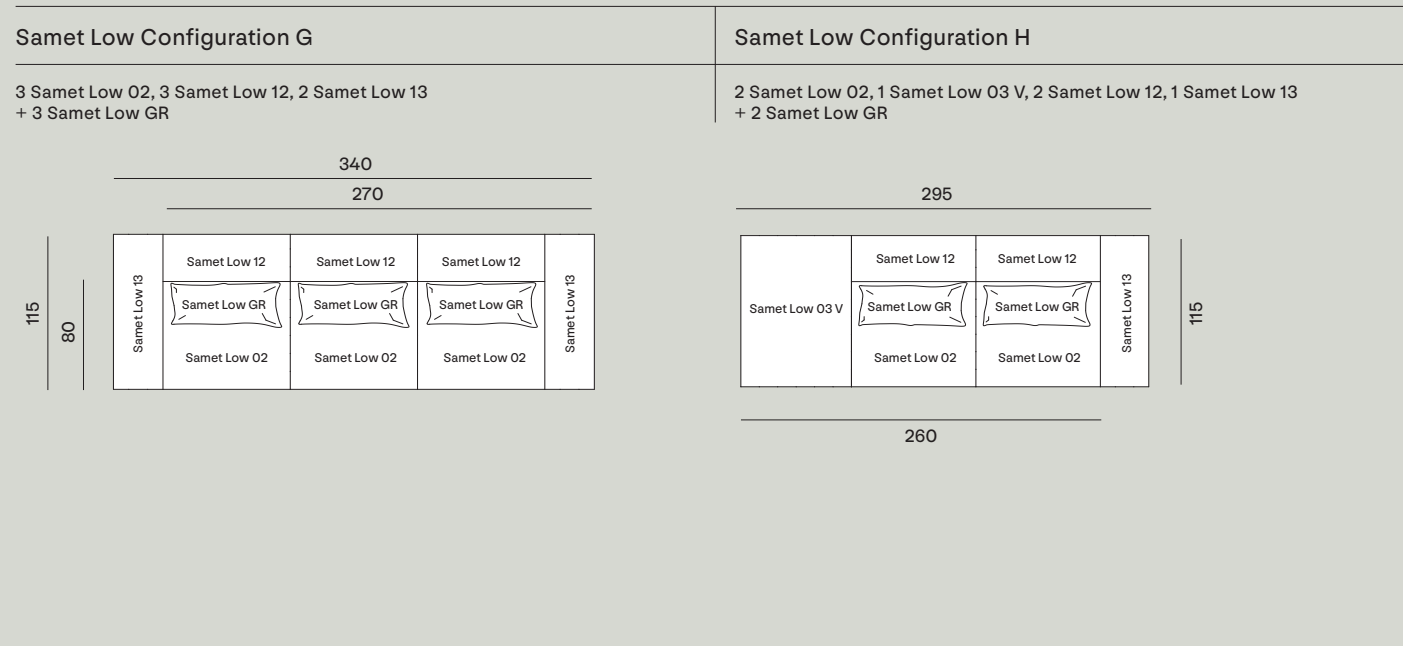 Samet Low Configuration G
3 Samet Low 02, 3 Samet Low 12, 2 Samet Low 13
+ 3 Samet Low GR
340
270
115
80
Samet Low 13
Samet Low 12
Samet Low 12
Samet Low 12
Samet Low GR
Samet Low GR
Samet Low GR
Samet Low 02
Samet Low 02
Samet Low 02
Samet Low 13
Samet Low Configuration H
2 Samet Low 02, 1 Samet Low 03 V, 2 Samet Low 12, 1 Samet Low 13
+ 2 Samet Low GR
295
Samet Low 03 V
Samet Low 12
Samet Low 12
Samet Low GR
Samet Low GR
Samet Low 02
Samet Low 02
Samet Low 13
115
260